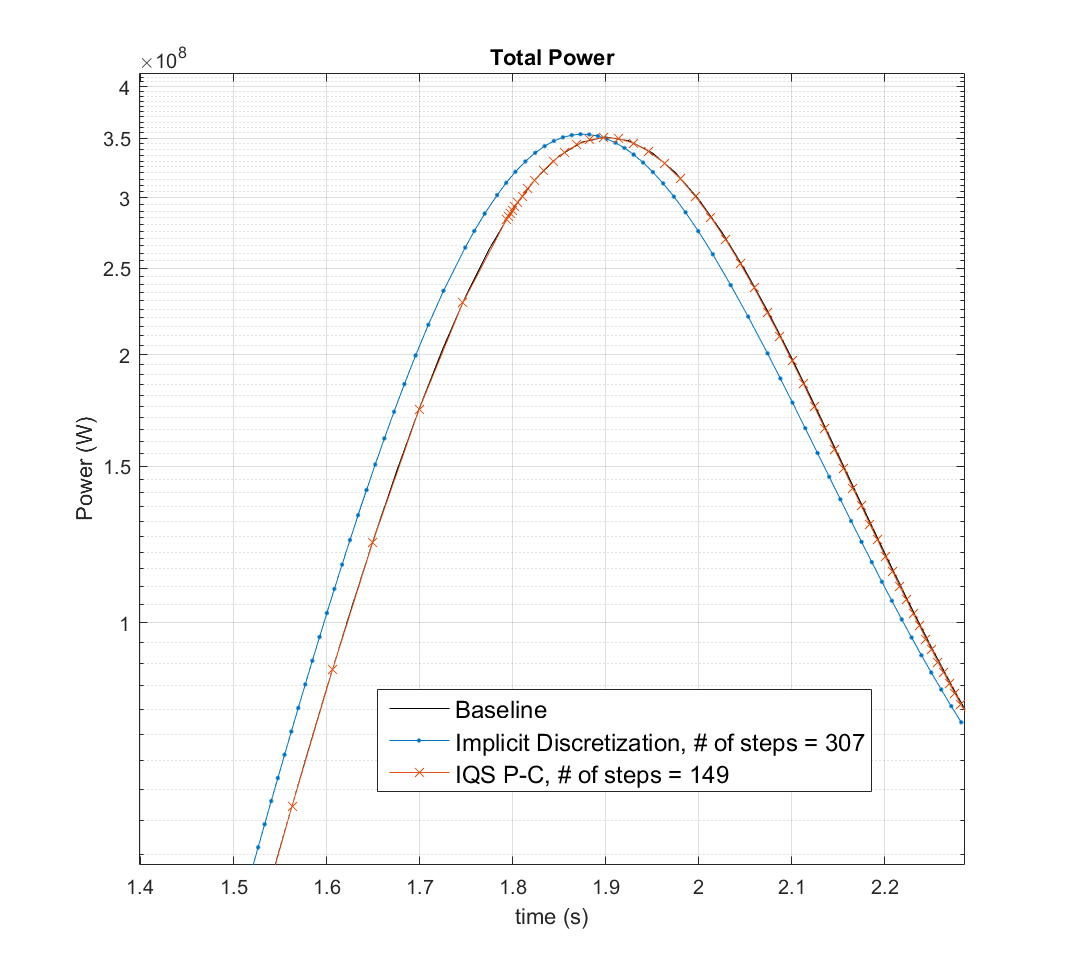 Total Power
×10^8
4
3.5
3
2.5
2
1.5
1
Power (W)
Baseline
Implicit Discretization, # of steps = 307
IQS P-C, # of steps = 149
1.4 1.5 1.6 1.7 1.8 1.9 2 2.1 2.2
time (s)